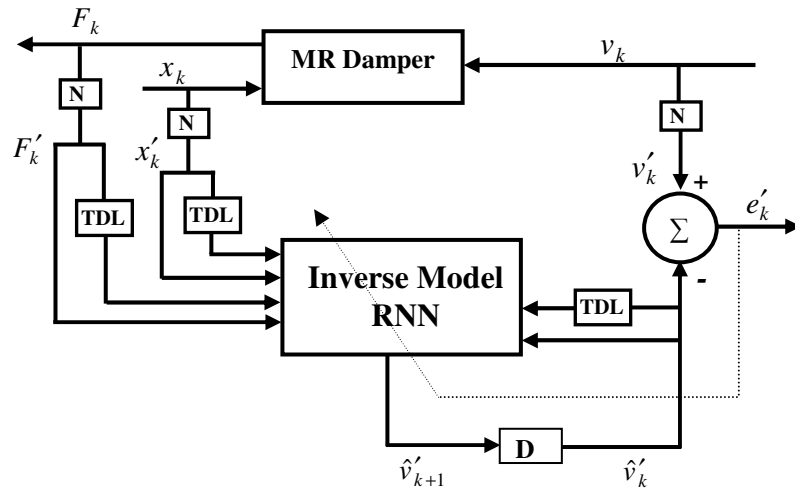 F_k
MR Damper
v_k
x_k
N
N
N
F'_k
x'_k
v'_k
+
e'_k
TDL
TDL
Σ
Inverse Model
RNN
-
TDL
D
v̂'_{k+1}
v̂'_k